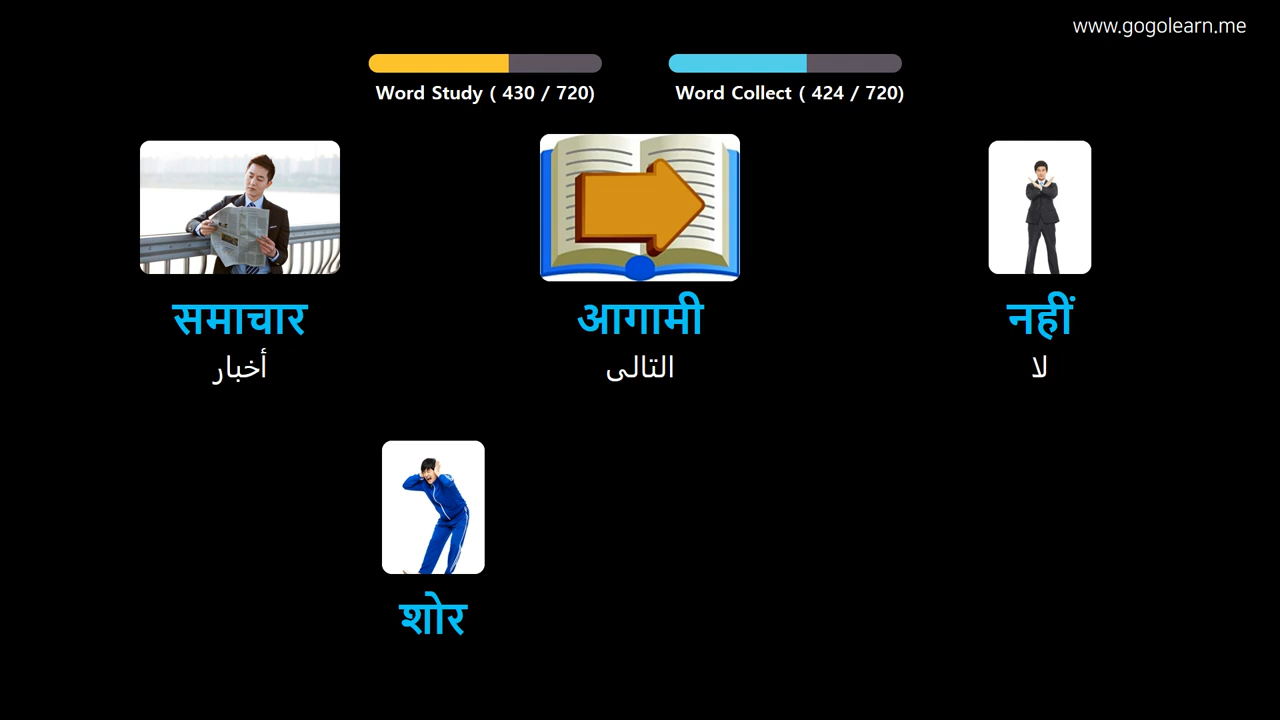 www.gogolearn.me
Word Study ( 430 / 720)
Word Collect ( 424 / 720)
समाचार
أخبار
आगामी
التالى
नहीं
لا
शोर